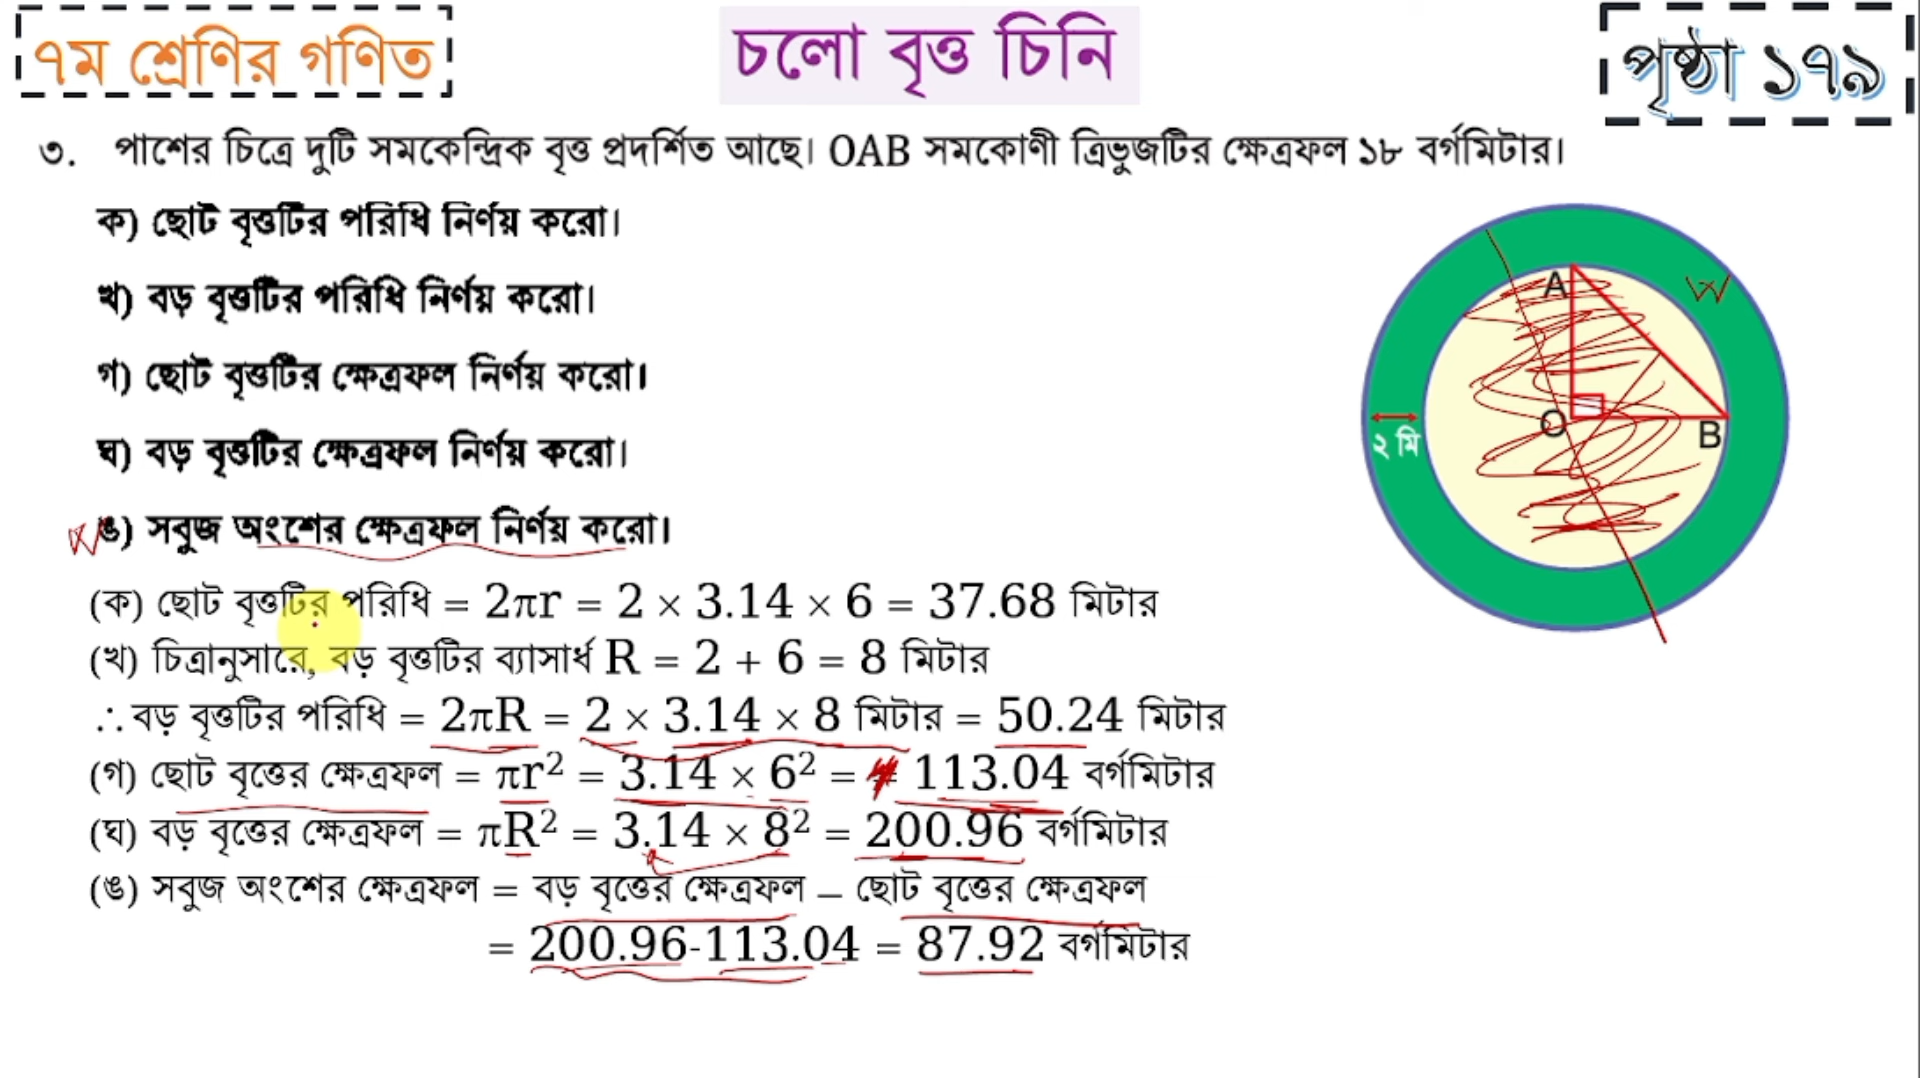 ৭ম শ্রেণির গণিত
চলো বৃত্ত চিনি
পৃষ্ঠা ১৭৯
৩. পাশের চিত্রে দুটি সমকেন্দ্রিক বৃত্ত প্রদর্শিত আছে। OAB সমকোণী ত্রিভুজটির ক্ষেত্রফল ১৮ বর্গমিটার।
ক) ছোট বৃত্তটির পরিধি নির্ণয় করো।
খ) বড় বৃত্তটির পরিধি নির্ণয় করো।
গ) ছোট বৃত্তটির ক্ষেত্রফল নির্ণয় করো।
ঘ) বড় বৃত্তটির ক্ষেত্রফল নির্ণয় করো।
ঙ) সবুজ অংশের ক্ষেত্রফল নির্ণয় করো।
A
O
B
২ মি
(ক) ছোট বৃত্তটির পরিধি = 2πr = 2 × 3.14 × 6 = 37.68 মিটার
(খ) চিত্রানুসারে, বড় বৃত্তটির ব্যাসার্ধ R = 2 + 6 = 8 মিটার
∴ বড় বৃত্তটির পরিধি = 2πR = 2 × 3.14 × 8 মিটার = 50.24 মিটার
(গ) ছোট বৃত্তের ক্ষেত্রফল = πr² = 3.14 × 6² = 113.04 বর্গমিটার
(ঘ) বড় বৃত্তের ক্ষেত্রফল = πR² = 3.14 × 8² = 200.96 বর্গমিটার
(ঙ) সবুজ অংশের ক্ষেত্রফল = বড় বৃত্তের ক্ষেত্রফল – ছোট বৃত্তের ক্ষেত্রফল
= 200.96-113.04 = 87.92 বর্গমিটার